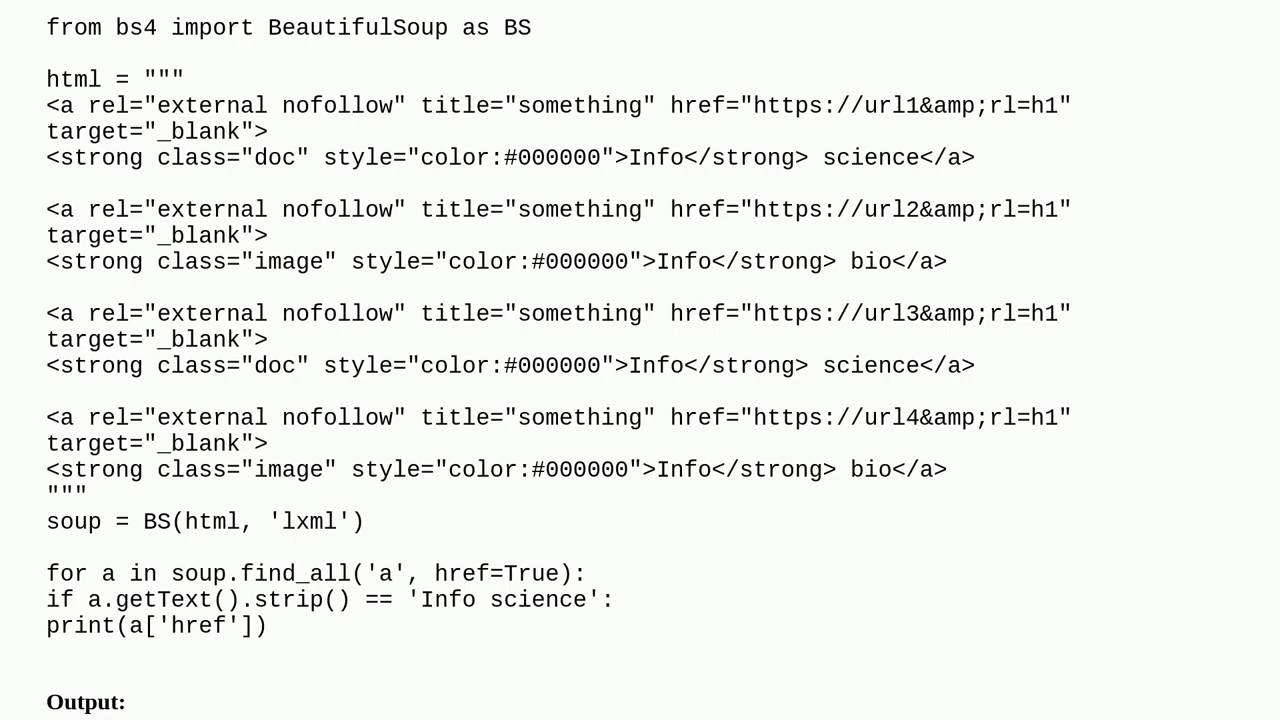 from bs4 import BeautifulSoup as BS
html = """
<a rel="external nofollow" title="something" href="https://url1&amp;rl=h1"
target="_blank">
<strong class="doc" style="color:#000000">Info</strong> science</a>
<a rel="external nofollow" title="something" href="https://url2&amp;rl=h1"
target="_blank">
<strong class="image" style="color:#000000">Info</strong> bio</a>
<a rel="external nofollow" title="something" href="https://url3&amp;rl=h1"
target="_blank">
<strong class="doc" style="color:#000000">Info</strong> science</a>
<a rel="external nofollow" title="something" href="https://url4&amp;rl=h1"
target="_blank">
<strong class="image" style="color:#000000">Info</strong> bio</a>
"""
soup = BS(html, 'lxml')
for a in soup.find_all('a', href=True):
if a.getText().strip() == 'Info science':
print(a['href'])
Output: